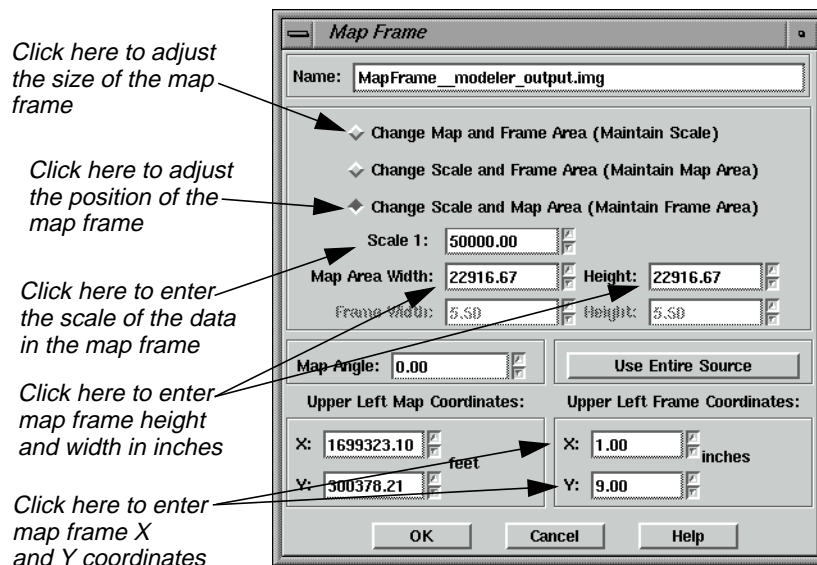 Map Frame
Name: MapFrame__modeler_output.img
Click here to adjust
the size of the map
frame
Change Map and Frame Area (Maintain Scale)
Change Scale and Frame Area (Maintain Map Area)
Click here to adjust
the position of the
map frame
Change Scale and Map Area (Maintain Frame Area)
Scale 1: 50000.00
Map Area Width: 22916.67 Height: 22916.67
Click here to enter
the scale of the data
in the map frame
Frame Width: 5.50 Height: 5.50
Map Angle: 0.00 Use Entire Source
Click here to enter
map frame height
and width in inches
Upper Left Map Coordinates: Upper Left Frame Coordinates:
X: 1699323.10 feet X: 1.00 inches
Y: 300378.21 Y: 9.00
Click here to enter
map frame X
and Y coordinates
OK Cancel Help